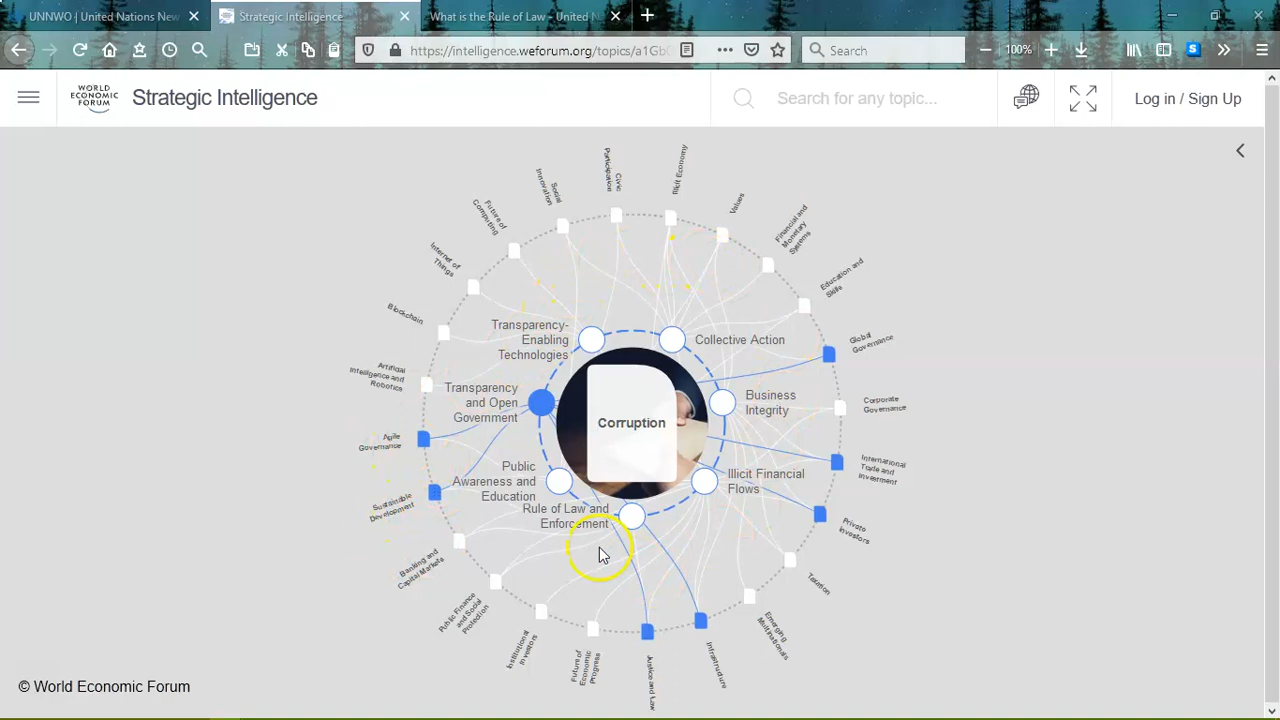 UNNWO | United Nations New
Strategic Intelligence
What is the Rule of Law - United N
https://intelligence.weforum.org/topics/a1Gb0
Search
100%
S
WORLD
ECONOMIC
FORUM
Strategic Intelligence
Search for any topic...
Log in / Sign Up
Civic
Participation
Illicit Economy
Values
Financial and
Monetary
Systems
Education and
Skills
Global
Governance
Corporate
Governance
International
Trade and
Investment
Private
Investors
Taxation
Emerging
Multinationals
Infrastructure
Justice and Law
Future of
Economic
Progress
Institutional
Investors
Public Finance
and Social
Protection
Banking and
Capital Markets
Sustainable
Development
Agile
Governance
Artificial
Intelligence and
Robotics
Blockchain
Internet of
Things
Future of
Computing
Social
Innovation
Transparency-
Enabling
Technologies
Collective Action
Transparency
and Open
Government
Business
Integrity
Corruption
Public
Awareness and
Education
Illicit Financial
Flows
Rule of Law and
Enforcement
© World Economic Forum